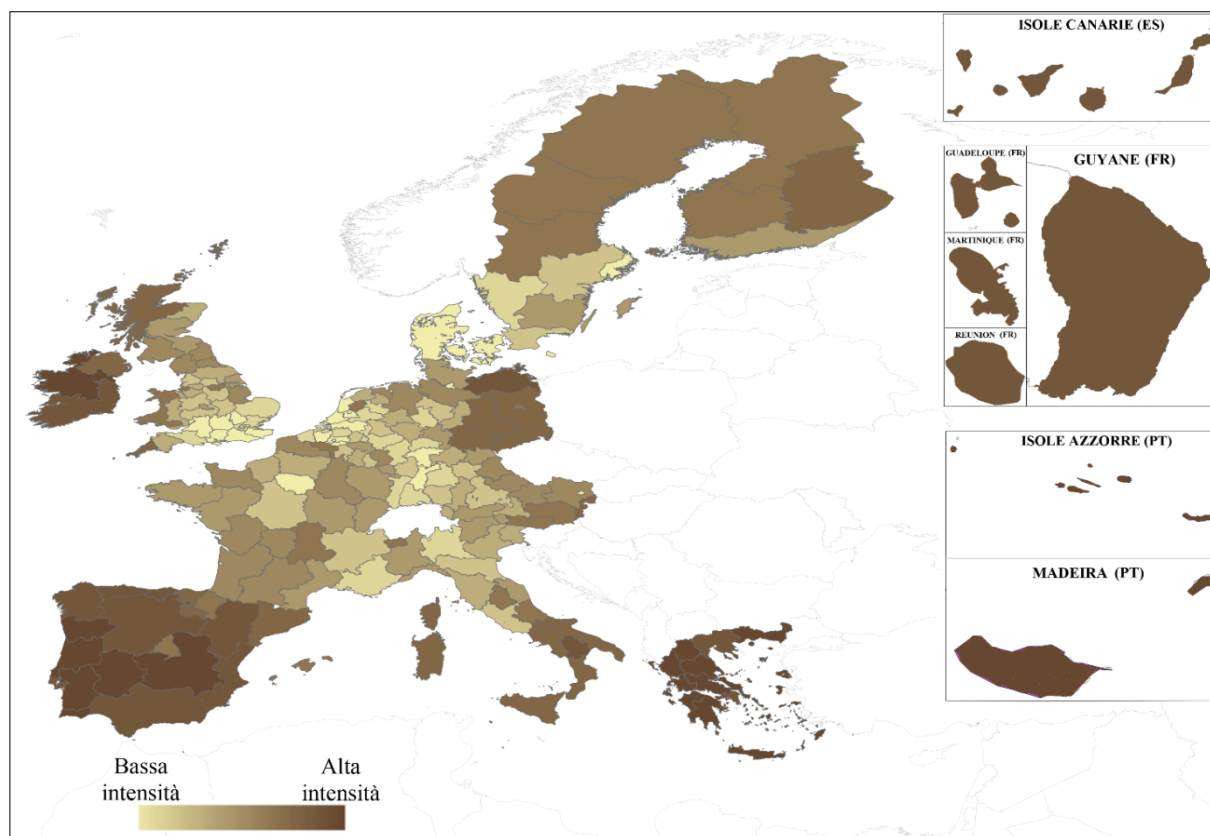 ISOLE CANARIE (ES)
GUADELOUPE (FR)
GUYANE (FR)
MARTINIQUE (FR)
REUNION (FR)
ISOLE AZZORRE (PT)
MADEIRA (PT)
Bassa
intensità
Alta
intensità